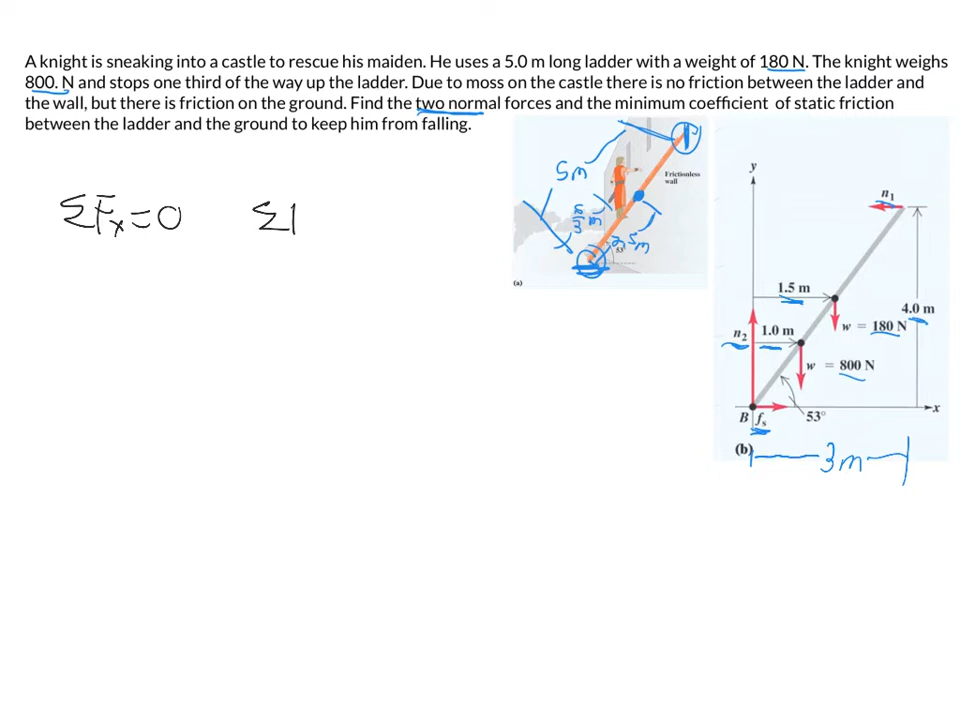 A knight is sneaking into a castle to rescue his maiden. He uses a 5.0 m long ladder with a weight of 180 N. The knight weighs
800. N and stops one third of the way up the ladder. Due to moss on the castle there is no friction between the ladder and
the wall, but there is friction on the ground. Find the two normal forces and the minimum coefficient of static friction
between the ladder and the ground to keep him from falling.
ΣFx=0 Σ
5m
Frictionless
wall
5/3 m
2.5m
53°
(a)
y
n₁
1.5 m
4.0 m
w = 180 N
n₂
1.0 m
w = 800 N
x
B fₛ
53°
(b)
3m